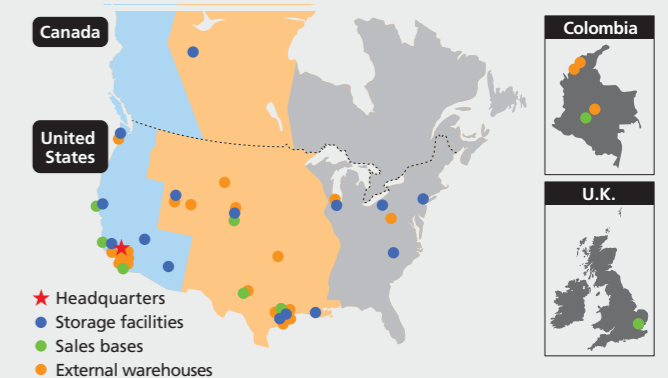 Canada
United
States
Headquarters
Storage facilities
Sales bases
External warehouses
Colombia
U.K.